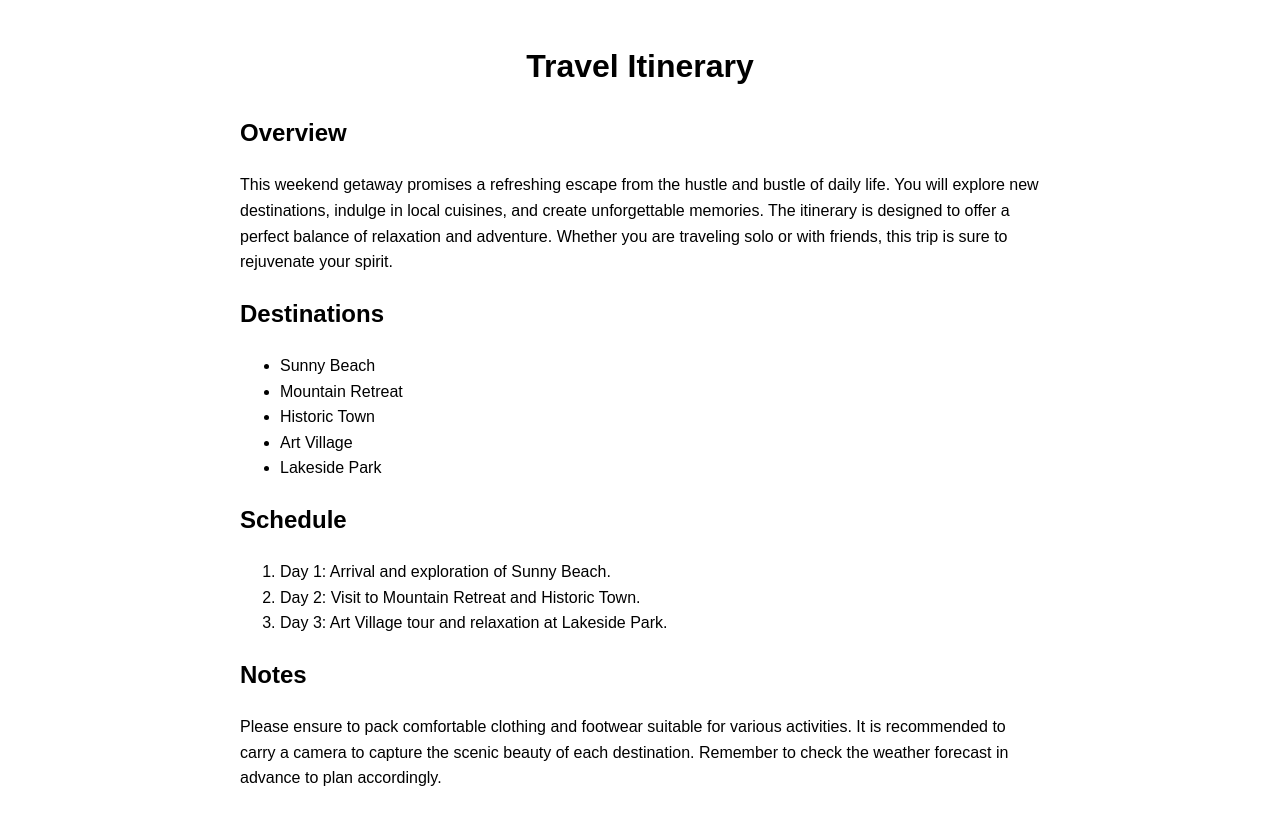 Travel Itinerary
Overview
This weekend getaway promises a refreshing escape from the hustle and bustle of daily life. You will explore new
destinations, indulge in local cuisines, and create unforgettable memories. The itinerary is designed to offer a
perfect balance of relaxation and adventure. Whether you are traveling solo or with friends, this trip is sure to
rejuvenate your spirit.
Destinations
• Sunny Beach
• Mountain Retreat
• Historic Town
• Art Village
• Lakeside Park
Schedule
1. Day 1: Arrival and exploration of Sunny Beach.
2. Day 2: Visit to Mountain Retreat and Historic Town.
3. Day 3: Art Village tour and relaxation at Lakeside Park.
Notes
Please ensure to pack comfortable clothing and footwear suitable for various activities. It is recommended to
carry a camera to capture the scenic beauty of each destination. Remember to check the weather forecast in
advance to plan accordingly.